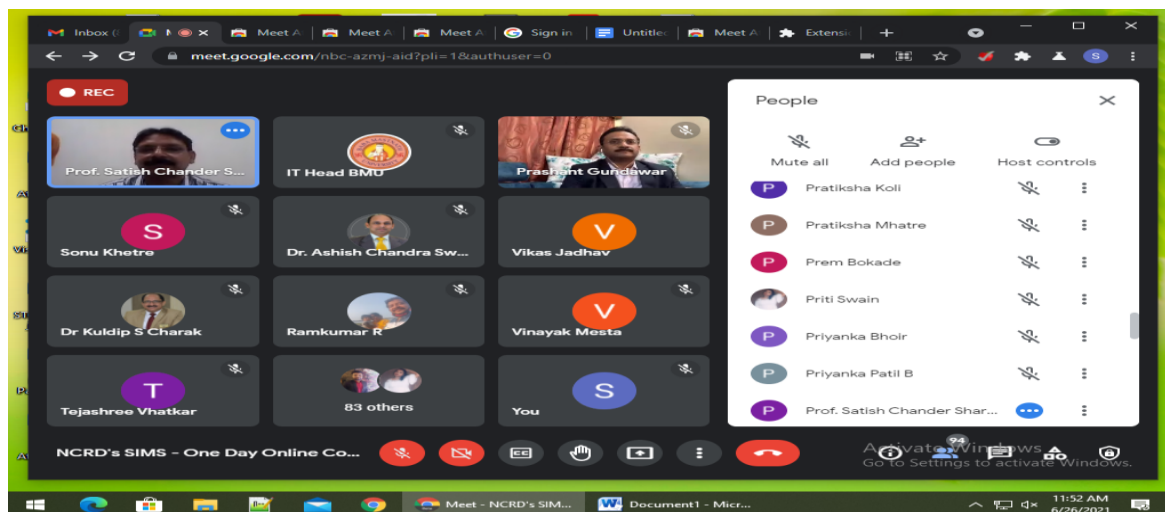 Inbox (
Meet A
Meet A
Meet A
Sign in
Untitled
Meet A
Extensi
meet.google.com/nbc-azmj-aid?pli=1&authuser=0
S
REC
People
Mute all
Add people
Host controls
Prof. Satish Chander S...
IT Head BMU
Prashant Gundawar
P Pratiksha Koli
P Pratiksha Mhatre
P Prem Bokade
Priti Swain
P Priyanka Bhoir
P Priyanka Patil B
P Prof. Satish Chander Shar...
S
Sonu Khetre
Dr. Ashish Chandra Sw...
V
Vikas Jadhav
Dr Kuldip S Charak
Ramkumar R
V
Vinayak Mesta
T
Tejashree Vhatkar
83 others
S
You
NCRD's SIMS - One Day Online Co...
CC
94
Activate Windows
Go to Settings to activate Windows.
Meet - NCRD's SIM...
Document1 - Micr...
11:52 AM
6/26/2021